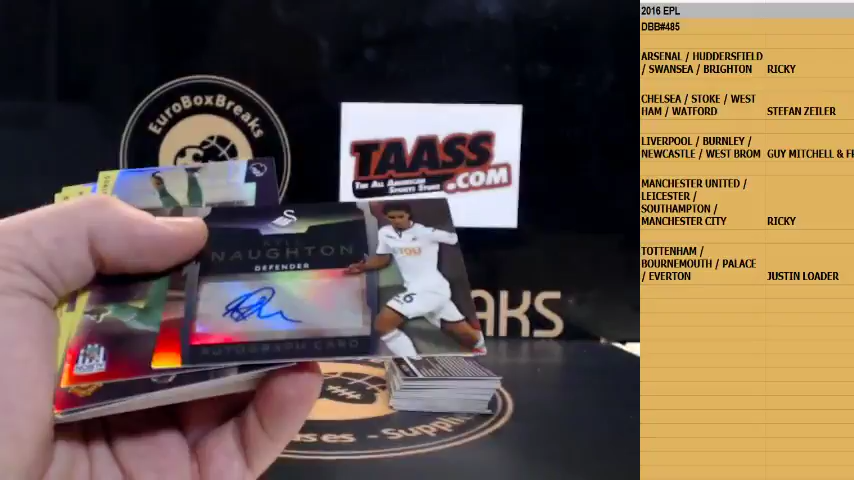 EuroBoxBreaks
TAASS
THE ALL AMERICAN
SPORTS STORE
.COM
NAUGHTON
DEFENDER
AUTOGRAPH CARD
26
2016 EPL
DBB#485
ARSENAL / HUDDERSFIELD
/ SWANSEA / BRIGHTON RICKY
CHELSEA / STOKE / WEST
HAM / WATFORD STEFAN ZEILER
LIVERPOOL / BURNLEY /
NEWCASTLE / WEST BROM GUY MITCHELL & F
MANCHESTER UNITED /
LEICESTER /
SOUTHAMPTON /
MANCHESTER CITY RICKY
TOTTENHAM /
BOURNEMOUTH / PALACE
/ EVERTON JUSTIN LOADER